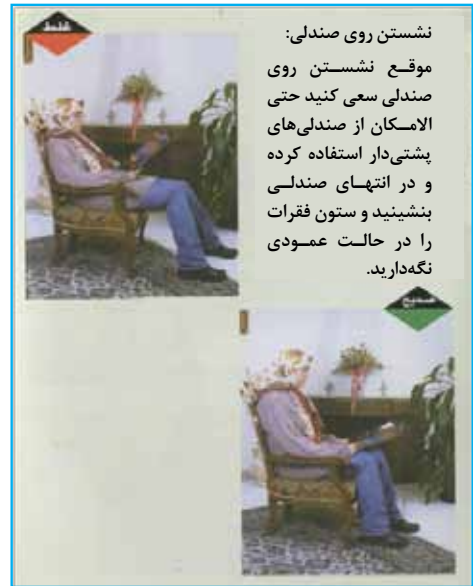 غلط
نشستن روی صندلی:
موقع نشستن روی
صندلی سعی کنید حتی
الامکان از صندلی‌های
پشتی‌دار استفاده کرده
و در انتهای صندلی
بنشینید و ستون فقرات
را در حالت عمودی
نگه‌دارید.
صحیح